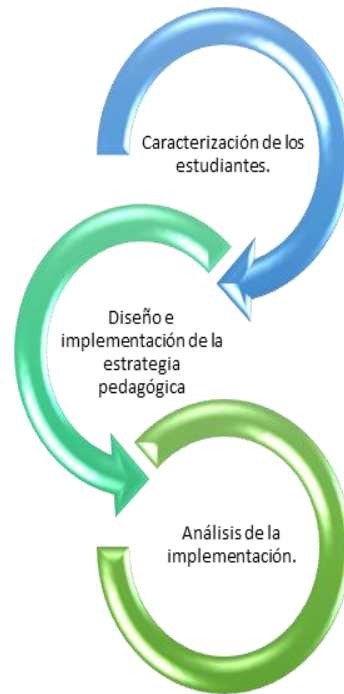 Caracterización de los
estudiantes.
Diseño e
implementación de la
estrategia
pedagógica
Análisis de la
implementación.